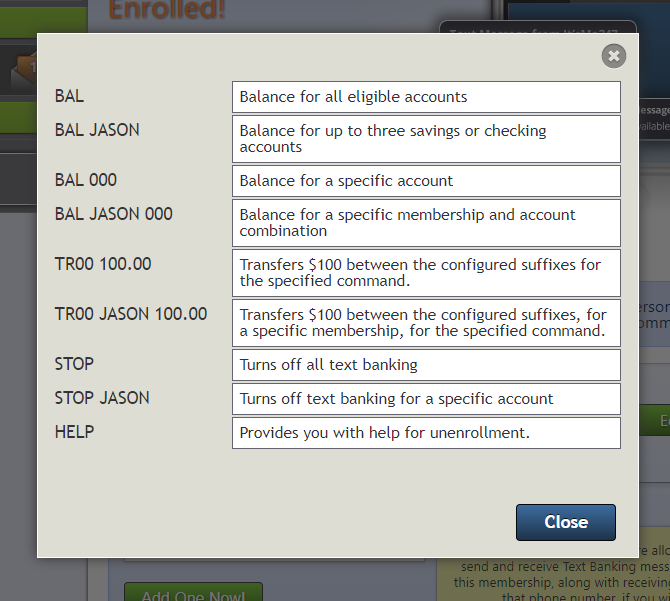 Enrolled!
BAL
Balance for all eligible accounts
BAL JASON
Balance for up to three savings or checking
accounts
BAL 000
Balance for a specific account
BAL JASON 000
Balance for a specific membership and account
combination
TR00 100.00
Transfers $100 between the configured suffixes for
the specified command.
TR00 JASON 100.00
Transfers $100 between the configured suffixes, for
a specific membership, for the specified command.
STOP
Turns off all text banking
STOP JASON
Turns off text banking for a specific account
HELP
Provides you with help for unenrollment.
Close
send and receive Text Banking
this membership, along with receiving
that phone number, if you
Add One Now!